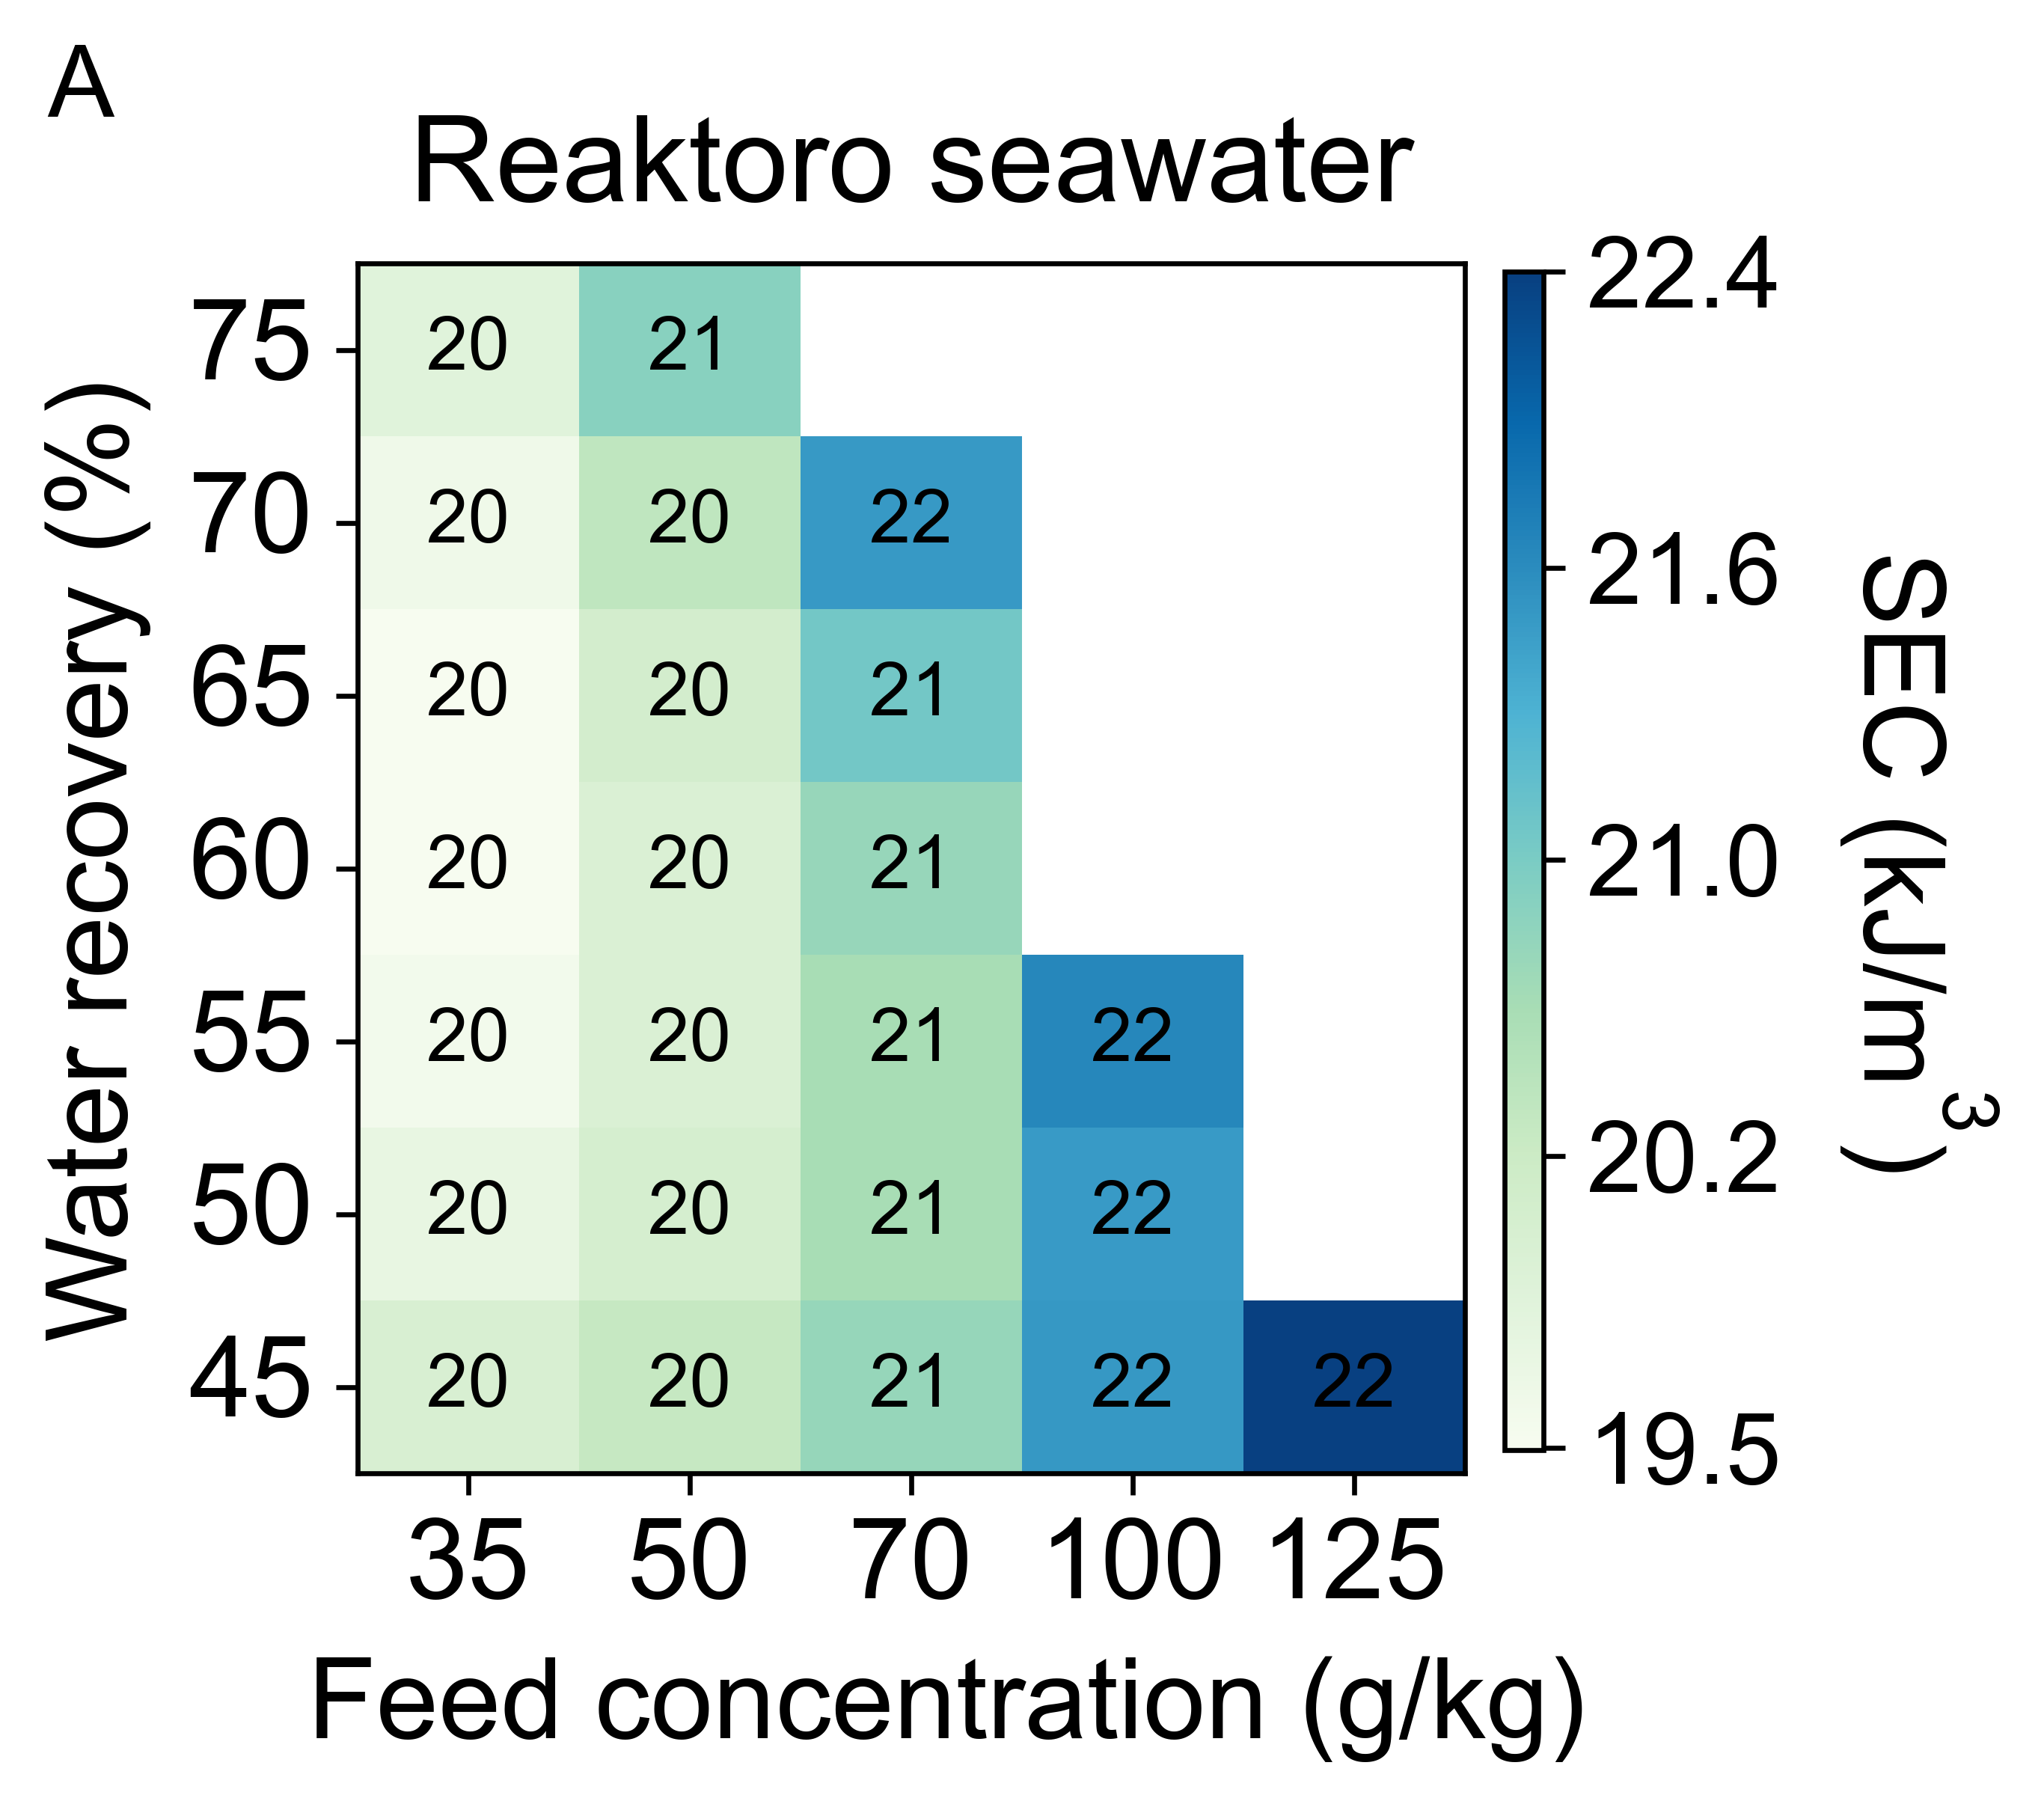 A
Reaktoro seawater
75 20 21
70 20 20 22
65 20 20 21
60 20 20 21
55 20 20 21 22
50 20 20 21 22
45 20 20 21 22 22
35 50 70 100 125
Feed concentration (g/kg)
Water recovery (%)
22.4
21.6
21.0
20.2
19.5
SEC (kJ/m³)